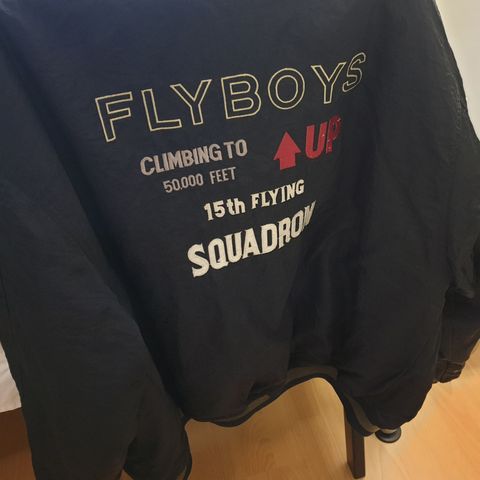 FLYBOYS
CLIMBING TO
50.000 FEET
UP
15th FLYING
SQUADRON